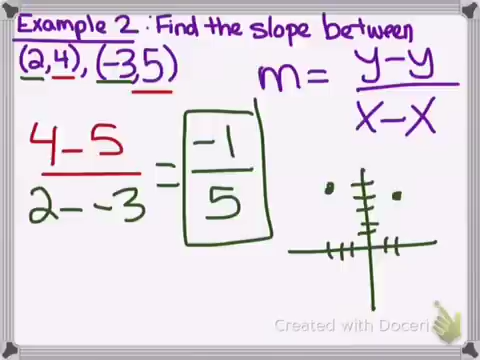 Example 2: Find the slope between
(2,4), (-3,5)
m = y-y
x-x
4-5
2--3
= -1
5
Created with Doceri